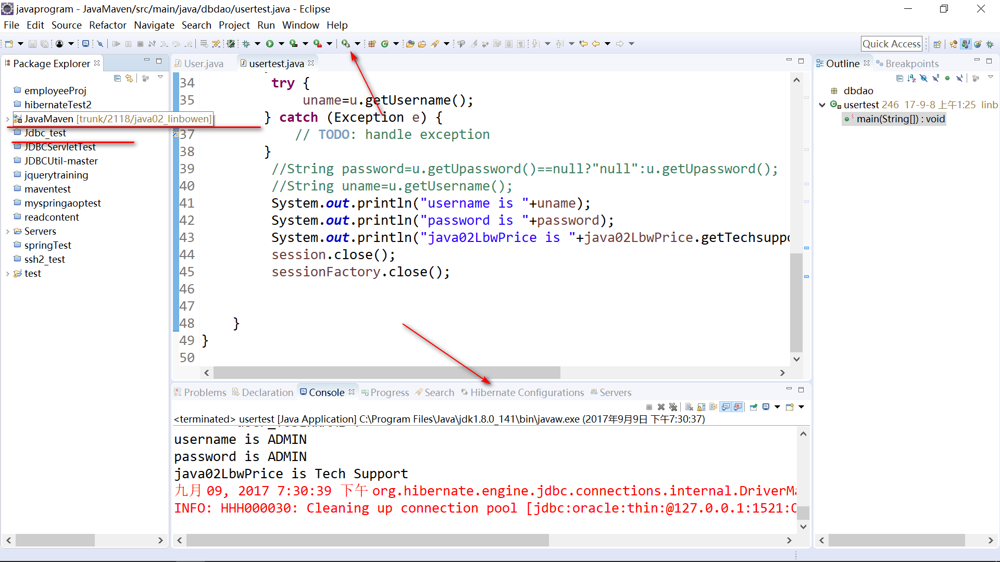 javaprogram - JavaMaven/src/main/java/dbdao/usertest.java - Eclipse
File Edit Source Refactor Navigate Search Project Run Window Help
Quick Access
Package Explorer
employeeProj
hibernateTest2
JavaMaven [trunk/2118/java02_linbowen]
Jdbc_test
JDBCServletTest
JDBCUtil-master
jquerytraining
maventest
myspringaoptest
readcontent
Servers
springTest
ssh2_test
test
User.java usertest.java
34 try {
35 uname=u.getUsername();
} catch (Exception e) {
37 // TODO: handle exception
38 }
39 //String password=u.getUpassword()==null?"null":u.getUpassword();
40 //String uname=u.getUsername();
41 System.out.println("username is "+uname);
42 System.out.println("password is "+password);
43 System.out.println("java02LbwPrice is "+java02LbwPrice.getTechsuppo
44 session.close();
45 sessionFactory.close();
46
47
48 }
49 }
50
Outline Breakpoints
dbdao
usertest 246 17-9-8 上午1:25 linb
main(String[]) : void
Problems Declaration Console Progress Search Hibernate Configurations Servers
<terminated> usertest [Java Application] C:\Program Files\Java\jdk1.8.0_141\bin\javaw.exe (2017年9月9日 下午7:30:37)
username is ADMIN
password is ADMIN
java02LbwPrice is Tech Support
九月 09, 2017 7:30:39 下午 org.hibernate.engine.jdbc.connections.internal.DriverMa
INFO: HHH000030: Cleaning up connection pool [jdbc:oracle:thin:@127.0.0.1:1521:O